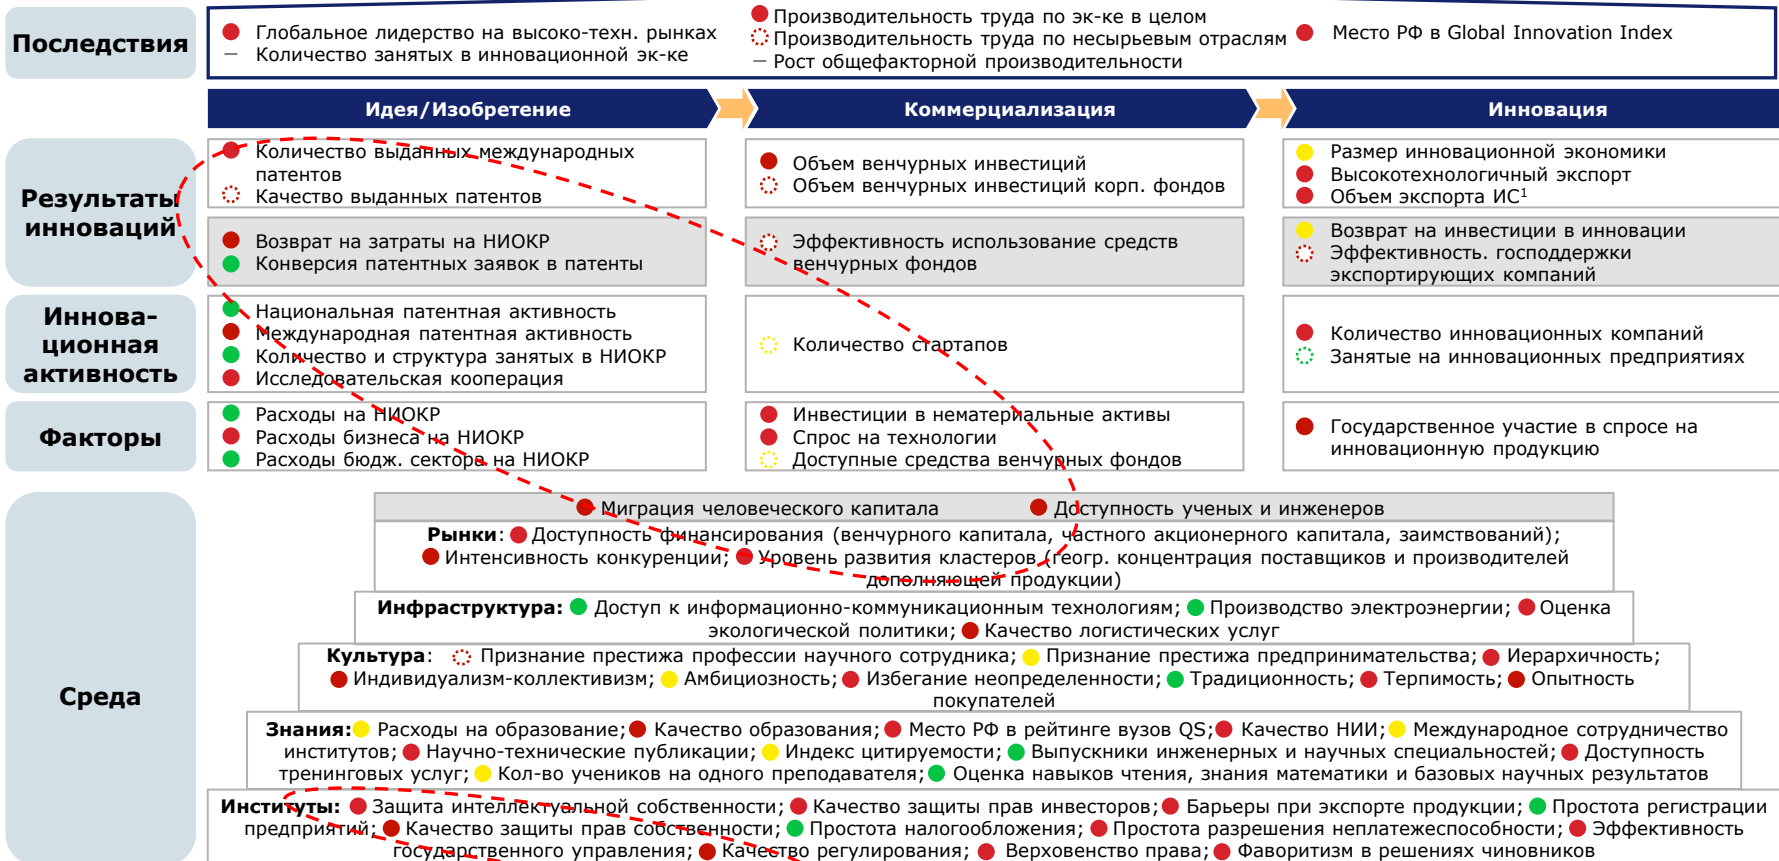 Последствия
Глобальное лидерство на высоко-техн. рынках
– Количество занятых в инновационной эк-ке
Производительность труда по эк-ке в целом
Производительность труда по несырьевым отраслям
– Рост общефакторной производительности
Место РФ в Global Innovation Index
Идея/Изобретение
Коммерциализация
Инновация
Результаты
инноваций
Количество выданных международных
патентов
Качество выданных патентов
Объем венчурных инвестиций
Объем венчурных инвестиций корп. фондов
Размер инновационной экономики
Высокотехнологичный экспорт
Объем экспорта ИС¹
Возврат на затраты на НИОКР
Конверсия патентных заявок в патенты
Эффективность использование средств
венчурных фондов
Возврат на инвестиции в инновации
Эффективность. господдержки
экспортирующих компаний
Иннова-
ционная
активность
Национальная патентная активность
Международная патентная активность
Количество и структура занятых в НИОКР
Исследовательская кооперация
Количество стартапов
Количество инновационных компаний
Занятые на инновационных предприятиях
Факторы
Расходы на НИОКР
Расходы бизнеса на НИОКР
Расходы бюдж. сектора на НИОКР
Инвестиции в нематериальные активы
Спрос на технологии
Доступные средства венчурных фондов
Государственное участие в спросе на
инновационную продукцию
Среда
Миграция человеческого капитала
Доступность ученых и инженеров
Рынки: Доступность финансирования (венчурного капитала, частного акционерного капитала, заимствований);
Интенсивность конкуренции; Уровень развития кластеров (геогр. концентрация поставщиков и производителей
дополняющей продукции)
Инфраструктура: Доступ к информационно-коммуникационным технологиям; Производство электроэнергии; Оценка
экологической политики; Качество логистических услуг
Культура: Признание престижа профессии научного сотрудника; Признание престижа предпринимательства; Иерархичность;
Индивидуализм-коллективизм; Амбициозность; Избегание неопределенности; Традиционность; Терпимость; Опытность
покупателей
Знания: Расходы на образование; Качество образования; Место РФ в рейтинге вузов QS; Качество НИИ; Международное сотрудничество
институтов; Научно-технические публикации; Индекс цитируемости; Выпускники инженерных и научных специальностей; Доступность
тренинговых услуг; Кол-во учеников на одного преподавателя; Оценка навыков чтения, знания математики и базовых научных результатов
Институты: Защита интеллектуальной собственности; Качество защиты прав инвесторов; Барьеры при экспорте продукции; Простота регистрации
предприятий; Качество защиты прав собственности; Простота налогообложения; Простота разрешения неплатежеспособности; Эффективность
государственного управления; Качество регулирования; Верховенство права; Фаворитизм в решениях чиновников